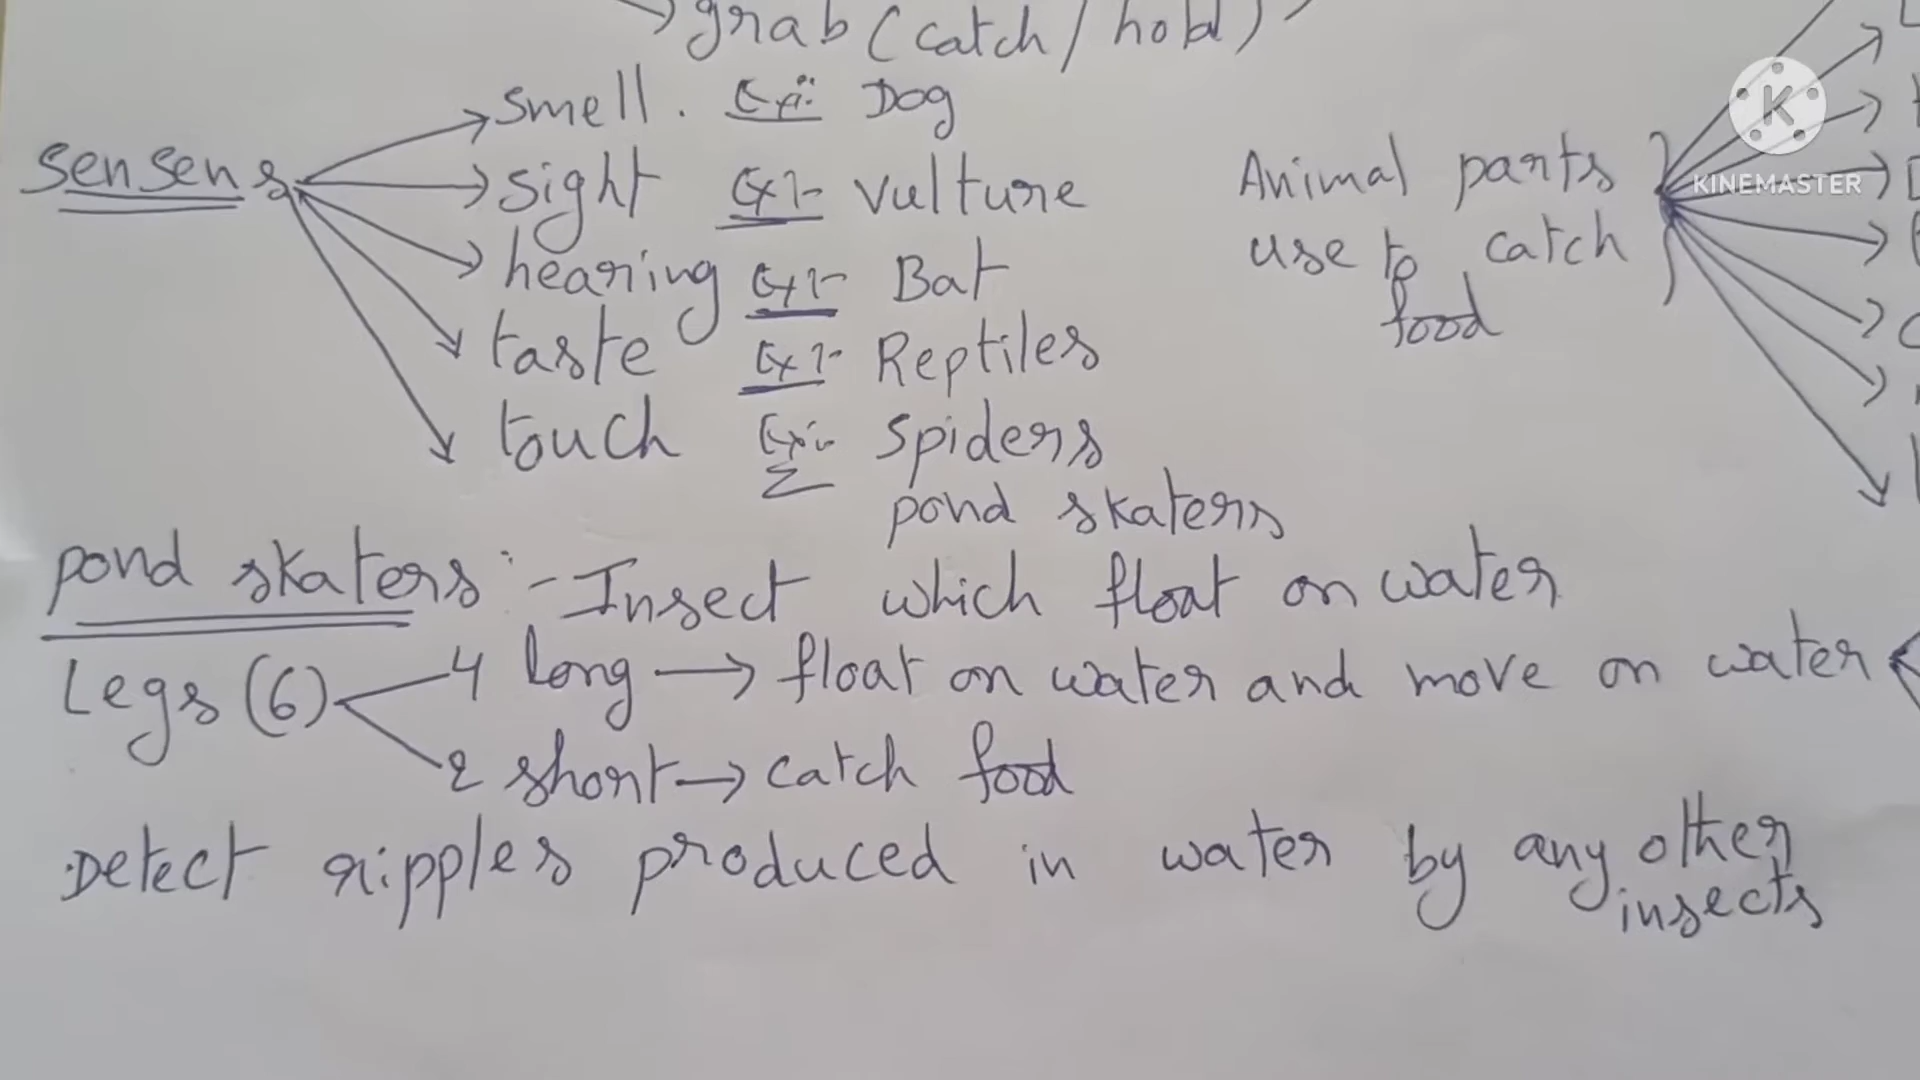 → grab (catch / hold)
sensens → smell. Ex:- Dog
→ sight Ex:- vulture
→ hearing Ex:- Bat
→ taste Ex:- Reptiles
→ touch Ex:- spiders
pond skaters
Animal parts
use to catch
food
KINEMASTER
pond skaters :- Insect which float on water
Legs (6) 4 long → float on water and move on water
2 short → catch food
Detect ripples produced in water by any other
insects